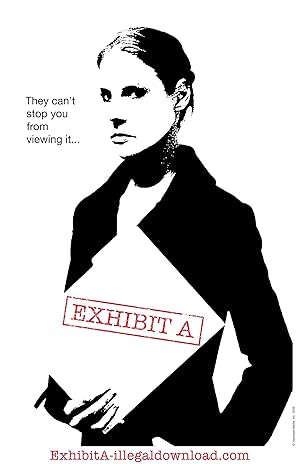 They can't
stop you
from
viewing it...
EXHIBIT A
ExhibitA-illegaldownload.com